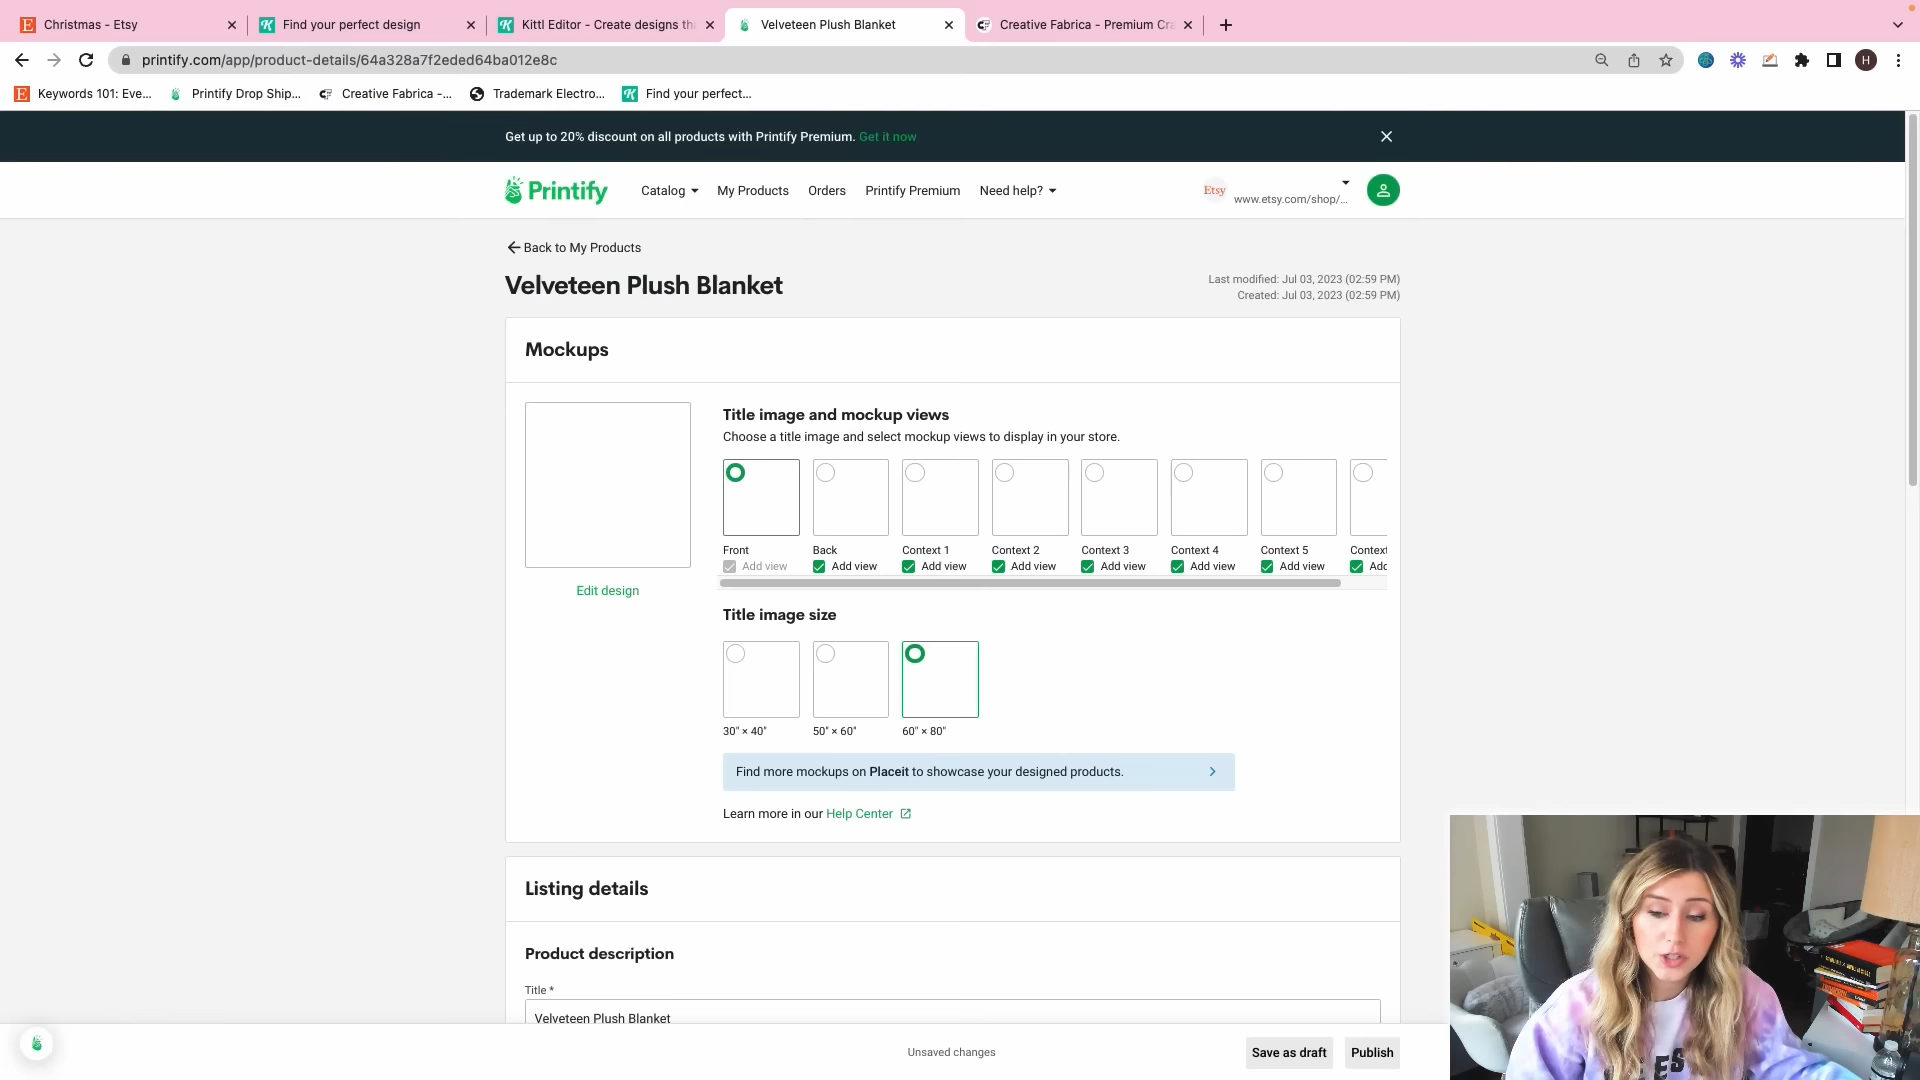 Christmas - Etsy
Find your perfect design
Kittl Editor - Create designs th
Velveteen Plush Blanket
Creative Fabrica - Premium Cra
printify.com/app/product-details/64a328a7f2eded64ba012e8c
H
Keywords 101: Eve...
Printify Drop Ship...
Creative Fabrica -...
Trademark Electro...
Find your perfect...
Get up to 20% discount on all products with Printify Premium. Get it now
Printify
Catalog
My Products
Orders
Printify Premium
Need help?
Etsy
www.etsy.com/shop/...
Back to My Products
Velveteen Plush Blanket
Last modified: Jul 03, 2023 (02:59 PM)
Created: Jul 03, 2023 (02:59 PM)
Mockups
Title image and mockup views
Choose a title image and select mockup views to display in your store.
Front
Back
Context 1
Context 2
Context 3
Context 4
Context 5
Context
Add view
Add view
Add view
Add view
Add view
Add view
Add view
Adc
Edit design
Title image size
30" × 40"
50" × 60"
60" × 80"
Find more mockups on Placeit to showcase your designed products.
Learn more in our Help Center
Listing details
Product description
Title *
Velveteen Plush Blanket
Unsaved changes
Save as draft
Publish